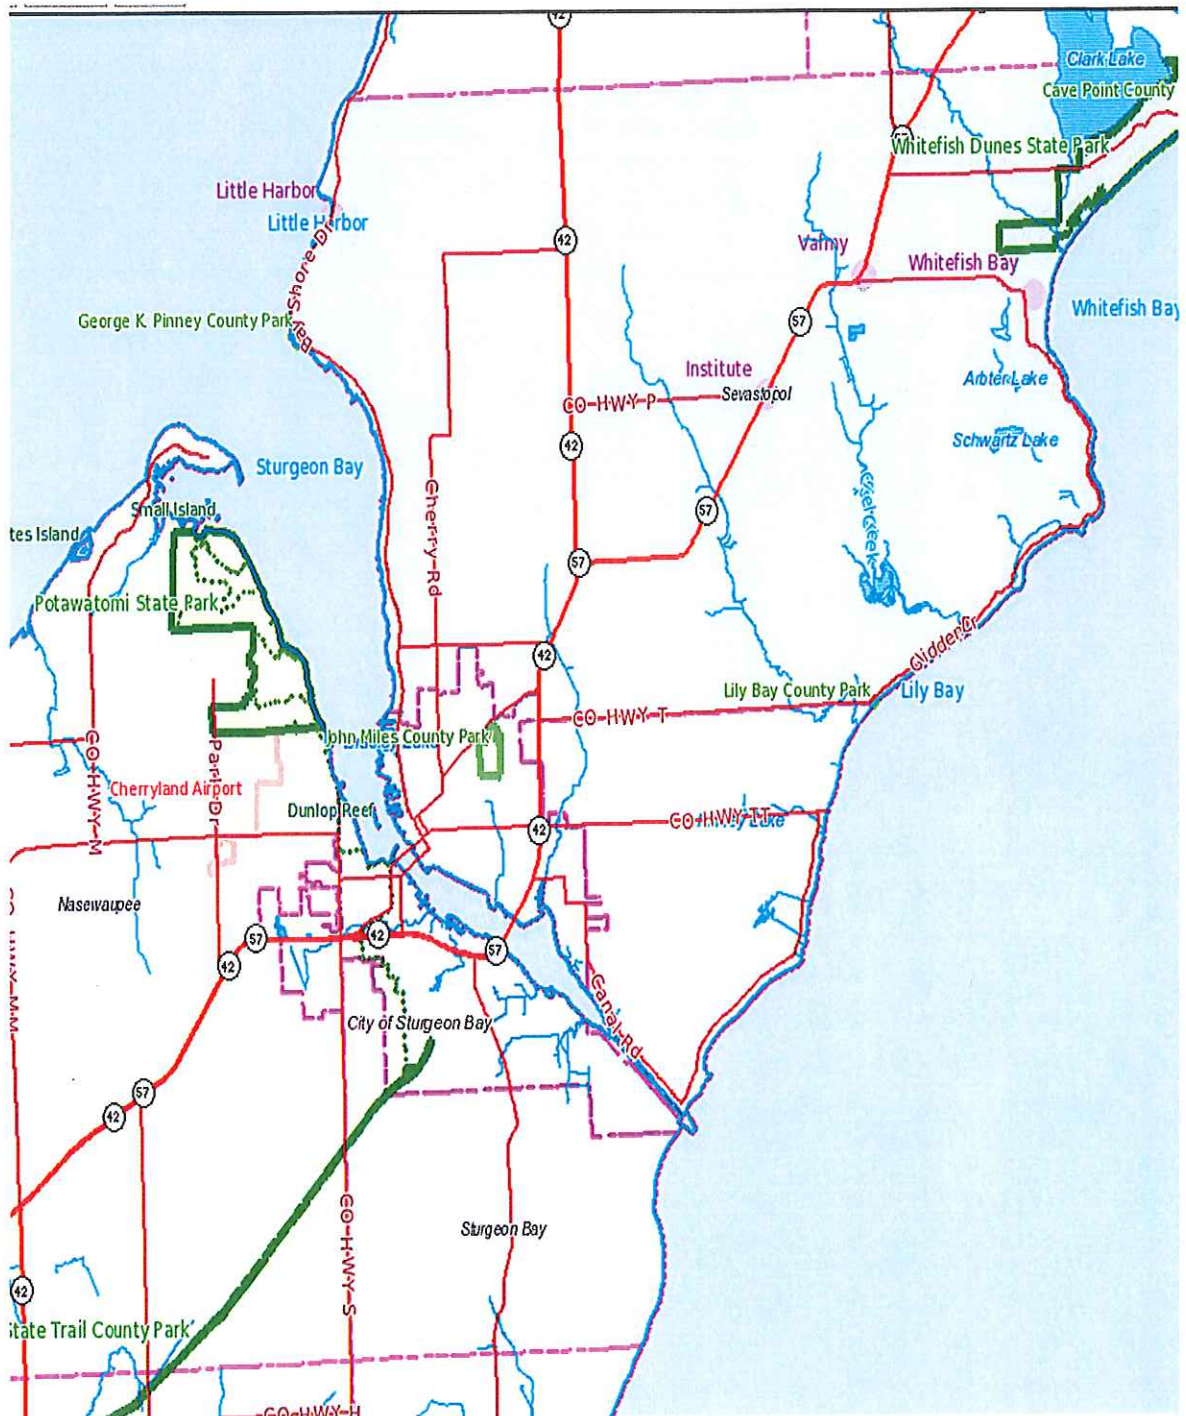 42
Clark Lake
Cave Point County
57
Whitefish Dunes State Park
Little Harbor
Little Harbor
42
Bay Shore Dr
Valmy
Whitefish Bay
Whitefish Bay
George K. Pinney County Park
57
Institute
Arbter Lake
Sevastopol
CO HWY P
42
Schwartz Lake
Sturgeon Bay
Cherry Rd
Small Island
57
tes Island
57
Potawatomi State Park
Glidden Dr
42
Lily Bay County Park
Lily Bay
CO HWY T
John Miles County Park
CO HWY M
Park Dr
Cherryland Airport
Dunlop Reef
42
CO HWY TT
Lake
Nasewaupee
CO HWY MM
57
42
57
42
Canal Rd
City of Sturgeon Bay
57
42
CO HWY S
Sturgeon Bay
42
State Trail County Park
CO HWY H